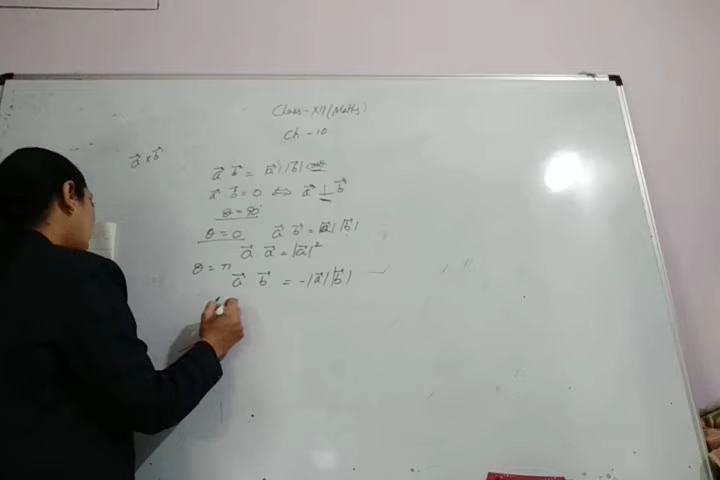 Class-XII (Maths)
Ch-10
a⃗ × b⃗
a⃗ b⃗ = |a⃗| |b⃗| cosθ
a⃗ b⃗ = 0 ⇔ a⃗ ⊥ b⃗
θ = 90°
θ = 0 a⃗ b⃗ = |a⃗| |b⃗|
a⃗ a⃗ = |a⃗|²
θ = π
a⃗ b⃗ = -|a⃗| |b⃗|